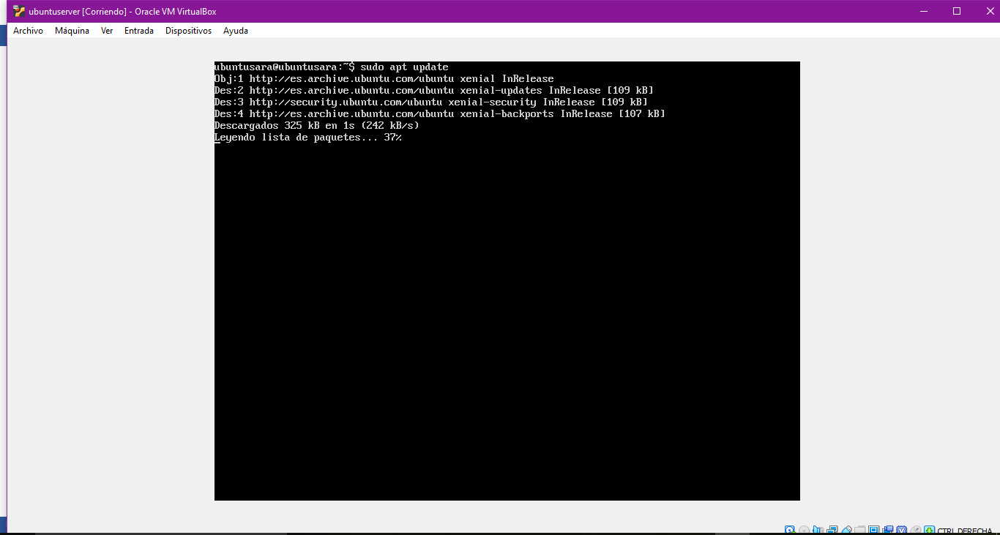 ubuntuserver [Corriendo] - Oracle VM VirtualBox
Archivo Máquina Ver Entrada Dispositivos Ayuda
ubuntusara@ubuntusara:~$ sudo apt update
Obj:1 http://es.archive.ubuntu.com/ubuntu xenial InRelease
Des:2 http://es.archive.ubuntu.com/ubuntu xenial-updates InRelease [109 kB]
Des:3 http://security.ubuntu.com/ubuntu xenial-security InRelease [109 kB]
Des:4 http://es.archive.ubuntu.com/ubuntu xenial-backports InRelease [107 kB]
Descargados 325 kB en 1s (242 kB/s)
Leyendo lista de paquetes... 37%
CTRL DERECHA